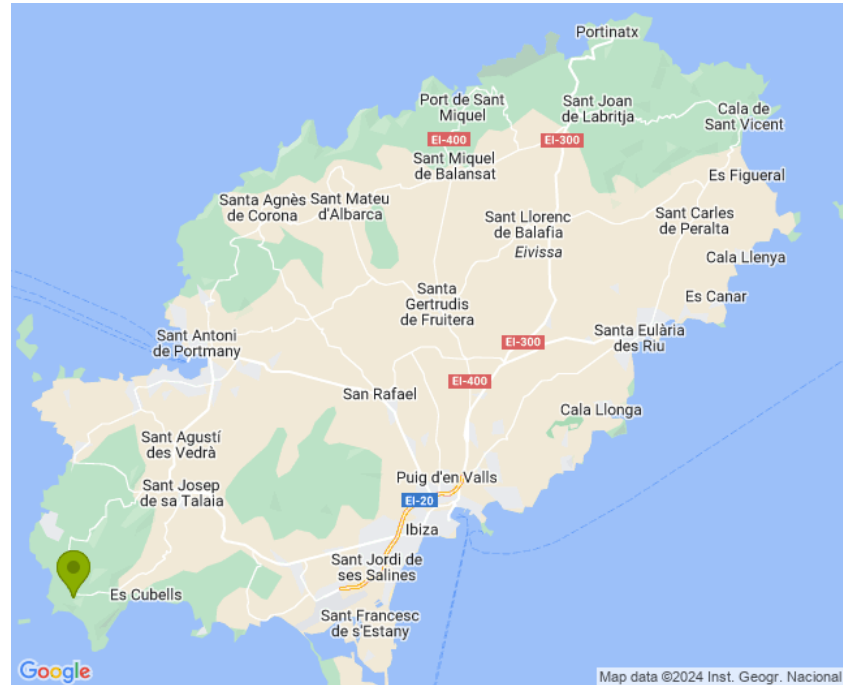 Portinatx
Port de Sant
Miquel
Sant Joan
de Labritja
Cala de
Sant Vicent
EI-400
EI-300
Sant Miquel
de Balansat
Es Figueral
Santa Agnès
de Corona
Sant Mateu
d'Albarca
Sant Llorenc
de Balafia
Eivissa
Sant Carles
de Peralta
Cala Llenya
Santa
Gertrudis
de Fruitera
Es Canar
Sant Antoni
de Portmany
EI-300
Santa Eulària
des Riu
San Rafael
EI-400
Cala Llonga
Sant Agustí
des Vedrà
Sant Josep
de sa Talaia
Puig d'en Valls
EI-20
Ibiza
Sant Jordi de
ses Salines
Es Cubells
Sant Francesc
de s'Estany
Google
Map data ©2024 Inst. Geogr. Nacional